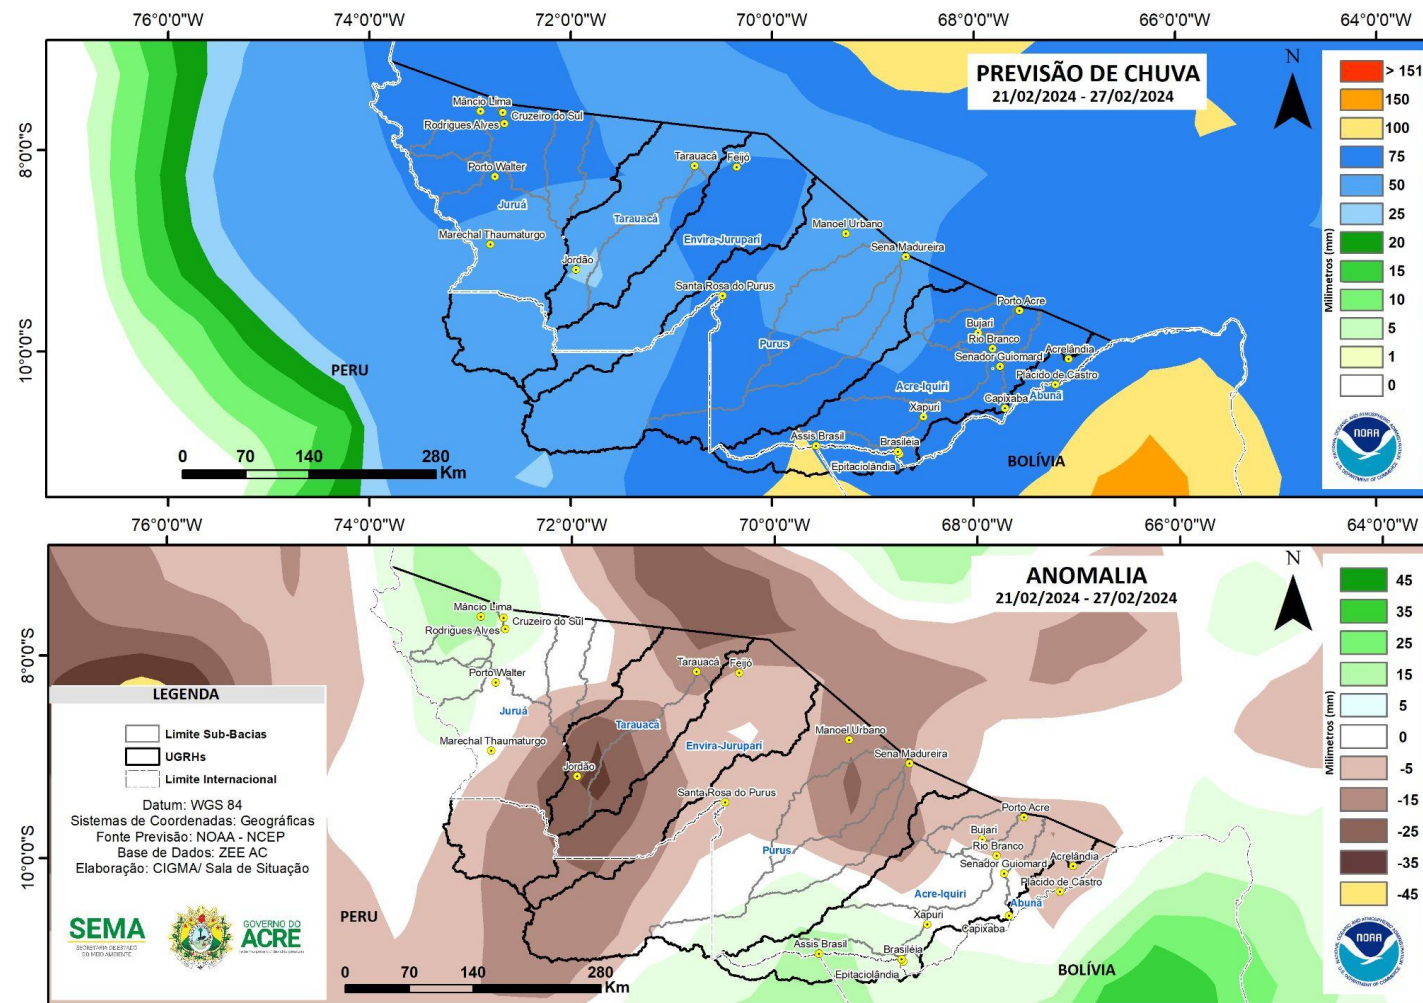 76°0'0"W 74°0'0"W 72°0'0"W 70°0'0"W 68°0'0"W 66°0'0"W 64°0'0"W
PREVISÃO DE CHUVA
21/02/2024 - 27/02/2024
N
> 151
150
100
75
50
25
20
15
10
5
1
0
Milímetros (mm)
NOAA
8°0'0"S
10°0'0"S
Mâncio Lima
Cruzeiro do Sul
Rodrigues Alves
Porto Walter
Juruá
Marechal Thaumaturgo
Tarauacá
Feijó
Tarauacá
Jordão
Envira-Jurupari
Manoel Urbano
Sena Madureira
Santa Rosa do Purus
Purus
Porto Acre
Bujari
Rio Branco
Senador Guiomard
Acrelândia
Plácido de Castro
Acre-Iquiri
Abunã
Capixaba
Xapuri
Assis Brasil
Brasiléia
Epitaciolândia
PERU
BOLÍVIA
0 70 140 280
Km
76°0'0"W 74°0'0"W 72°0'0"W 70°0'0"W 68°0'0"W 66°0'0"W 64°0'0"W
ANOMALIA
21/02/2024 - 27/02/2024
N
45
35
25
15
5
0
-5
-15
-25
-35
-45
Milímetros (mm)
NOAA
8°0'0"S
10°0'0"S
Mâncio Lima
Cruzeiro do Sul
Rodrigues Alves
Porto Walter
Juruá
Marechal Thaumaturgo
Tarauacá
Feijó
Tarauacá
Jordão
Envira-Jurupari
Manoel Urbano
Sena Madureira
Santa Rosa do Purus
Purus
Porto Acre
Bujari
Rio Branco
Senador Guiomard
Acrelândia
Plácido de Castro
Acre-Iquiri
Abunã
Capixaba
Xapuri
Assis Brasil
Brasiléia
Epitaciolândia
PERU
BOLÍVIA
0 70 140 280
Km
LEGENDA
Limite Sub-Bacias
UGRHs
Limite Internacional
Datum: WGS 84
Sistemas de Coordenadas: Geográficas
Fonte Previsão: NOAA - NCEP
Base de Dados: ZEE AC
Elaboração: CIGMA/ Sala de Situação
SEMA
SECRETARIA DE ESTADO
DO MEIO AMBIENTE
GOVERNO DO
ACRE